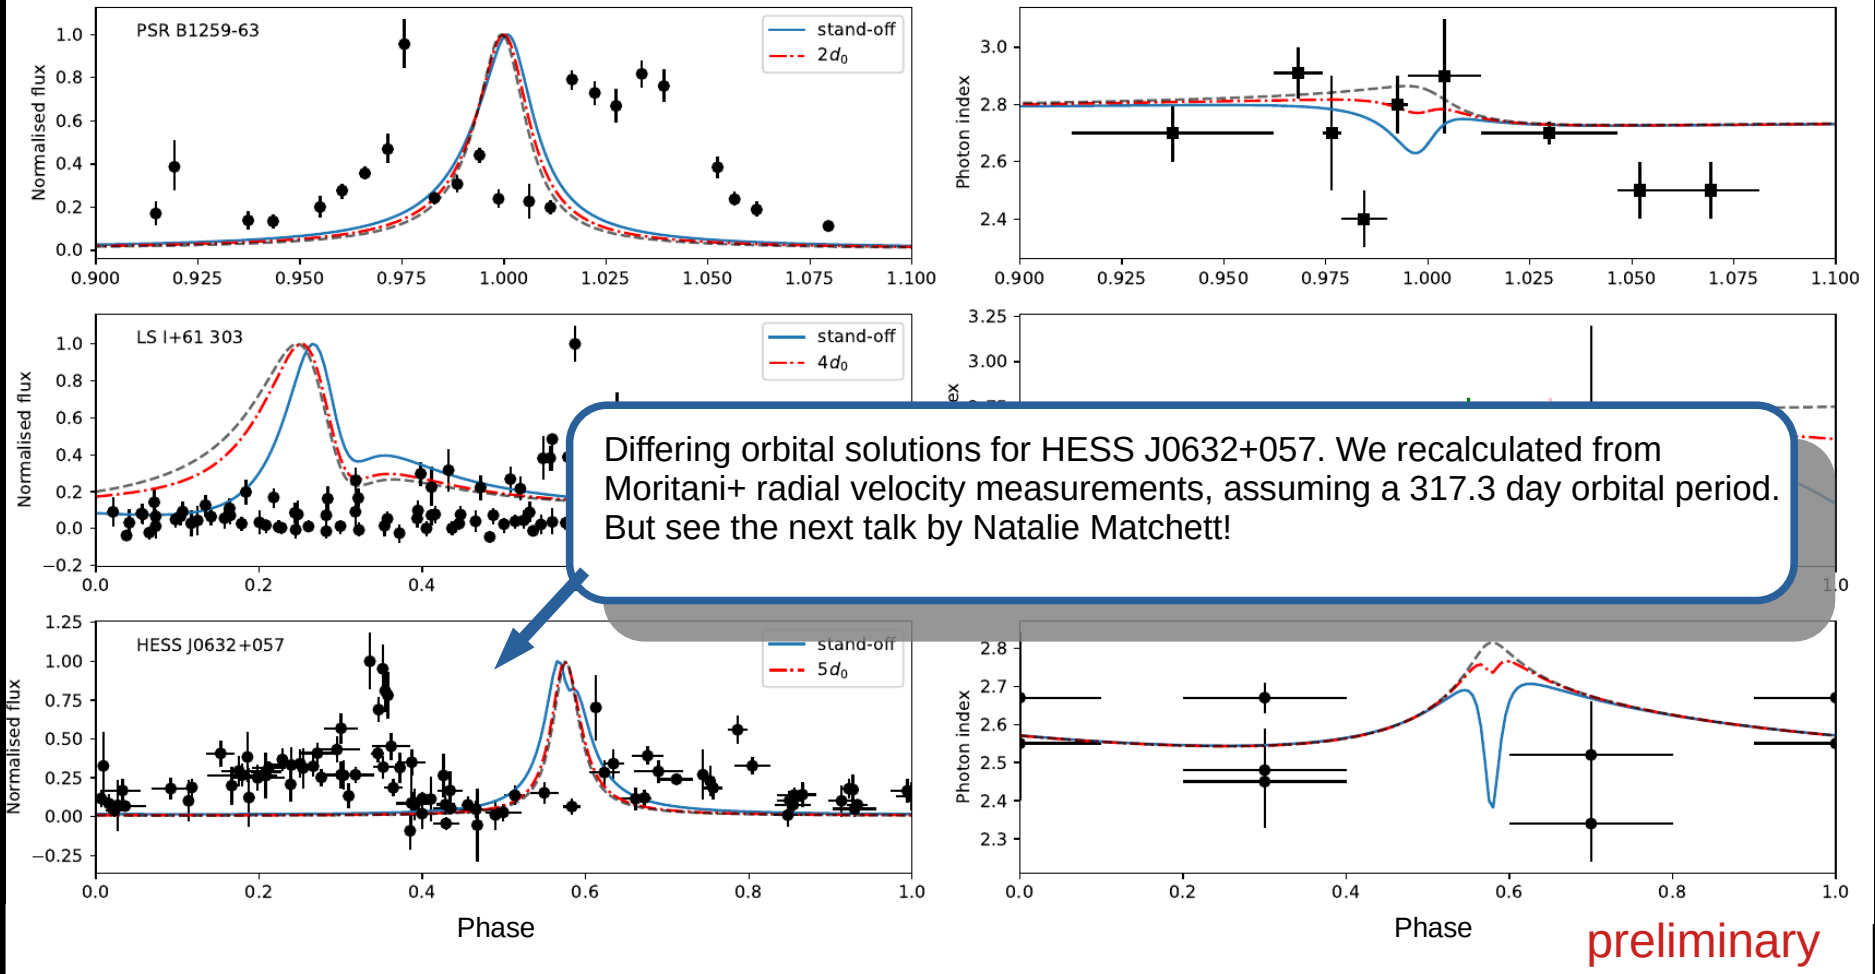 PSR B1259-63
stand-off
2d₀
Normalised flux
1.0
0.8
0.6
0.4
0.2
0.0
0.900 0.925 0.950 0.975 1.000 1.025 1.050 1.075 1.100
Photon index
3.0
2.8
2.6
2.4
0.900 0.925 0.950 0.975 1.000 1.025 1.050 1.075 1.100
LS I+61 303
stand-off
4d₀
Normalised flux
1.0
0.8
0.6
0.4
0.2
0.0
−0.2
0.0 0.2 0.4
3.25
3.00
Differing orbital solutions for HESS J0632+057. We recalculated from
Moritani+ radial velocity measurements, assuming a 317.3 day orbital period.
But see the next talk by Natalie Matchett!
HESS J0632+057
stand-off
5d₀
Normalised flux
1.25
1.00
0.75
0.50
0.25
0.00
−0.25
0.0 0.2 0.4 0.6 0.8 1.0
Phase
Photon index
2.8
2.7
2.6
2.5
2.4
2.3
0.0 0.2 0.4 0.6 0.8 1.0
Phase
preliminary